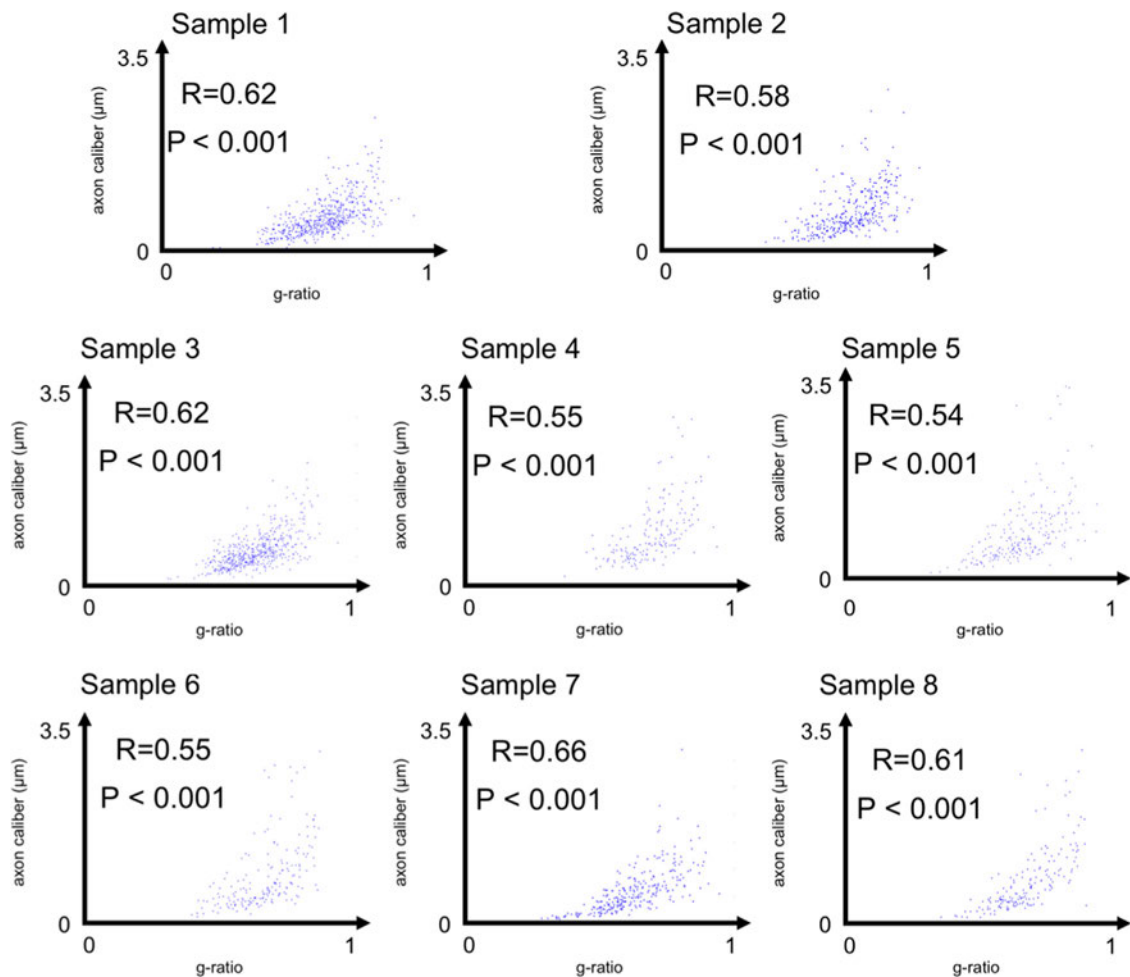 Sample 1
3.5
R=0.62
P < 0.001
axon caliber (µm)
0
0
1
g-ratio
Sample 2
3.5
R=0.58
P < 0.001
axon caliber (µm)
0
0
1
g-ratio
Sample 3
3.5
R=0.62
P < 0.001
axon caliber (µm)
0
0
1
g-ratio
Sample 4
3.5
R=0.55
P < 0.001
axon caliber (µm)
0
0
1
g-ratio
Sample 5
3.5
R=0.54
P < 0.001
axon caliber (µm)
0
0
1
g-ratio
Sample 6
3.5
R=0.55
P < 0.001
axon caliber (µm)
0
0
1
g-ratio
Sample 7
3.5
R=0.66
P < 0.001
axon caliber (µm)
0
0
1
g-ratio
Sample 8
3.5
R=0.61
P < 0.001
axon caliber (µm)
0
0
1
g-ratio